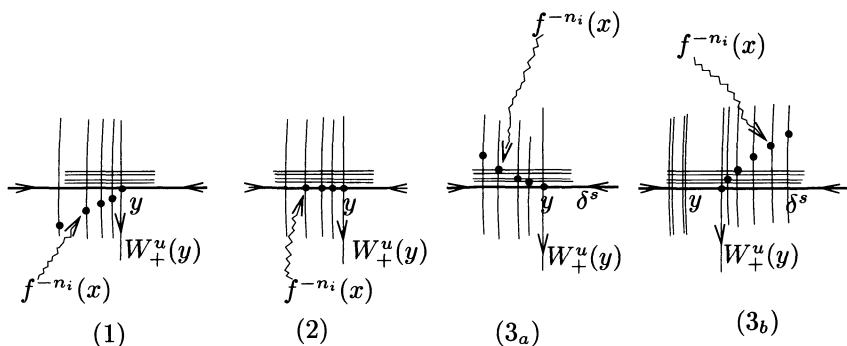 f^{-n_i}(x)
f^{-n_i}(x)
y
y
y δ^s
y δ^s
W^u_+(y)
W^u_+(y)
W^u_+(y)
W^u_+(y)
f^{-n_i}(x)
f^{-n_i}(x)
(1)
(2)
(3_a)
(3_b)